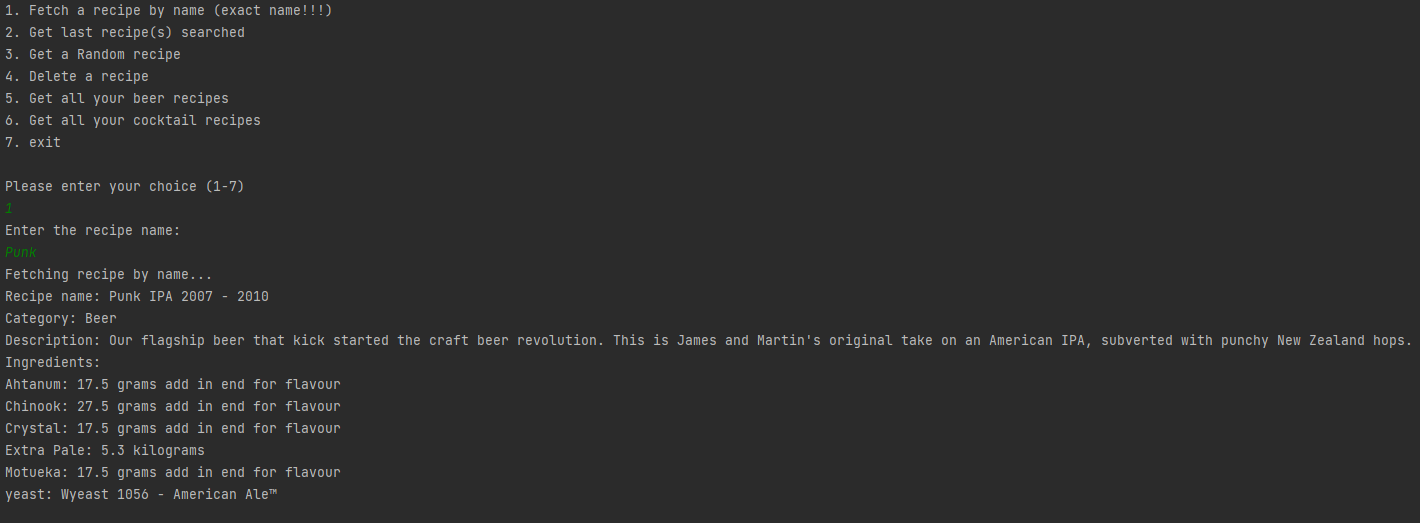 1. Fetch a recipe by name (exact name!!!)
2. Get last recipe(s) searched
3. Get a Random recipe
4. Delete a recipe
5. Get all your beer recipes
6. Get all your cocktail recipes
7. exit
Please enter your choice (1-7)
1
Enter the recipe name:
Punk
Fetching recipe by name...
Recipe name: Punk IPA 2007 - 2010
Category: Beer
Description: Our flagship beer that kick started the craft beer revolution. This is James and Martin's original take on an American IPA, subverted with punchy New Zealand hops.
Ingredients:
Ahtanum: 17.5 grams add in end for flavour
Chinook: 27.5 grams add in end for flavour
Crystal: 17.5 grams add in end for flavour
Extra Pale: 5.3 kilograms
Motueka: 17.5 grams add in end for flavour
yeast: Wyeast 1056 - American Ale™